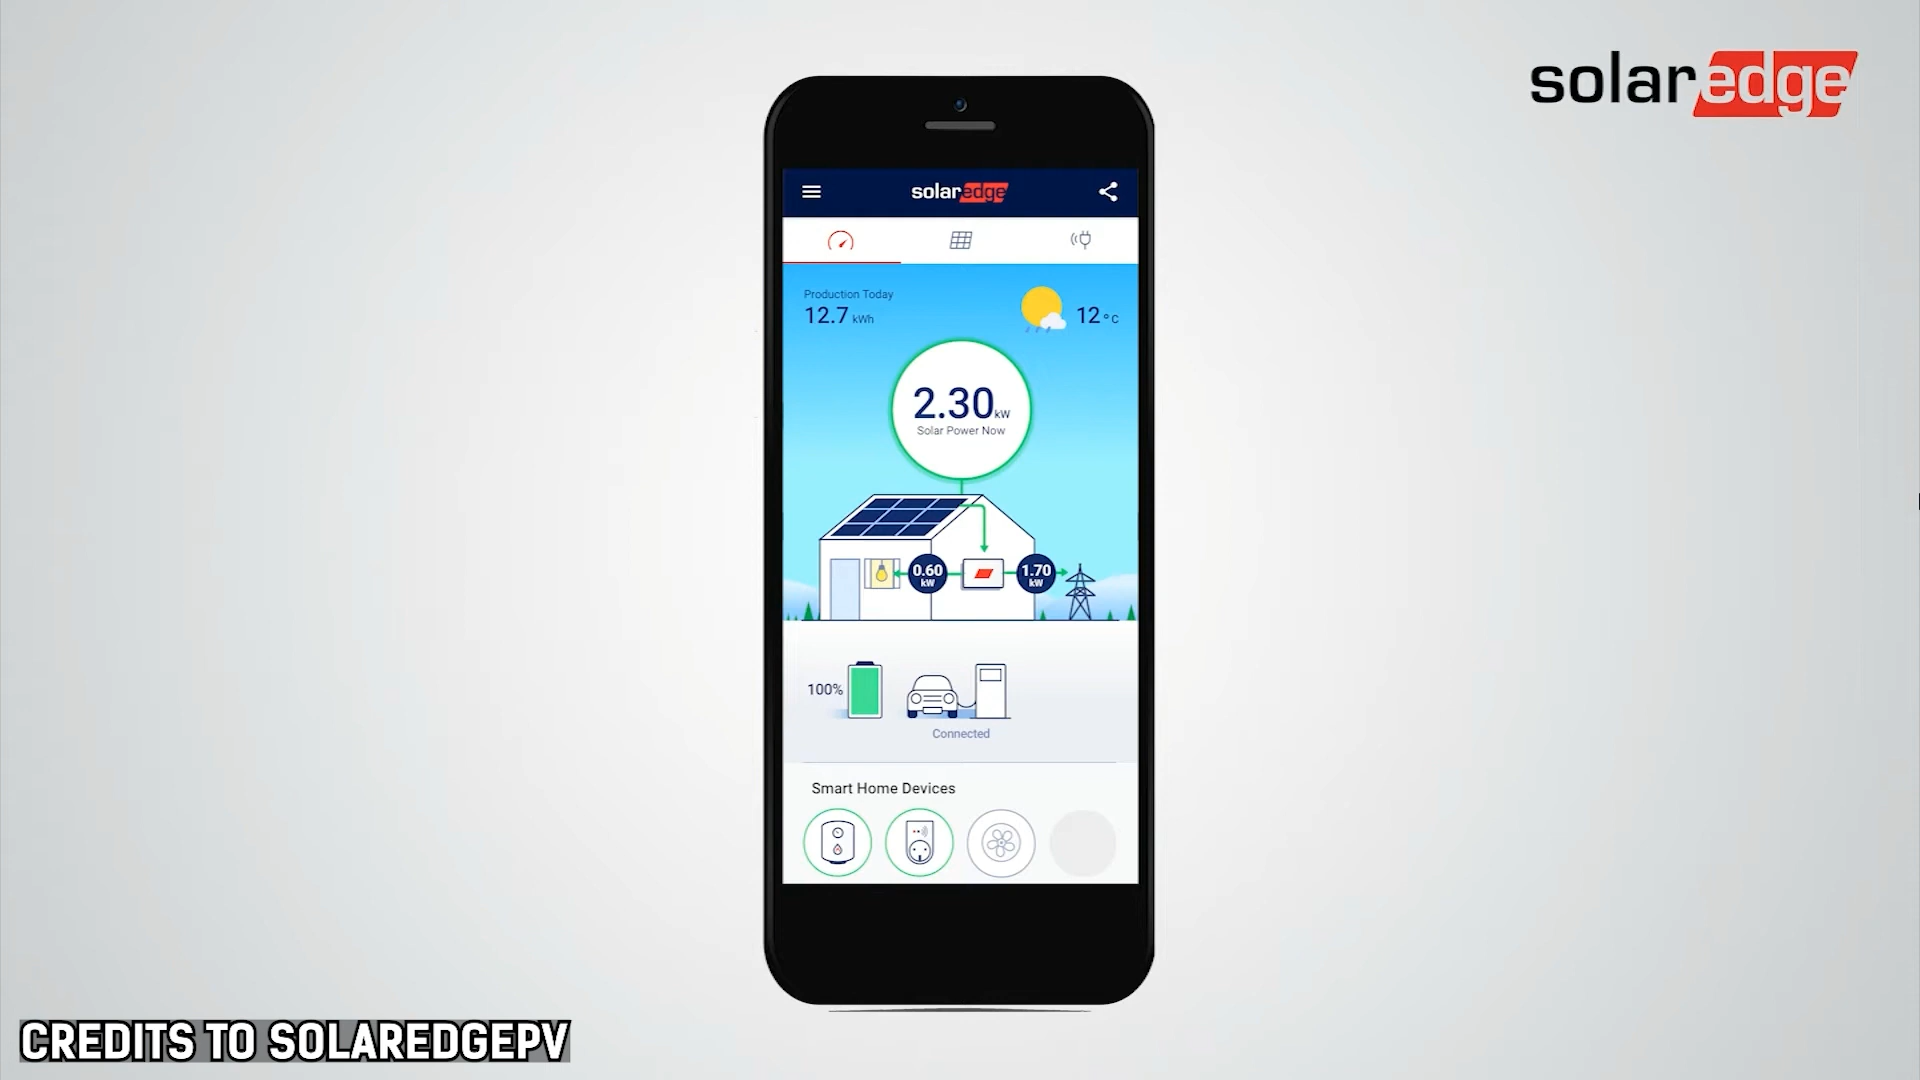 solaredge
solaredge
Production Today
12.7 kWh
12°C
2.30 kW
Solar Power Now
0.60
kW
1.70
kW
100%
Connected
Smart Home Devices
CREDITS TO SOLAREDGEPV